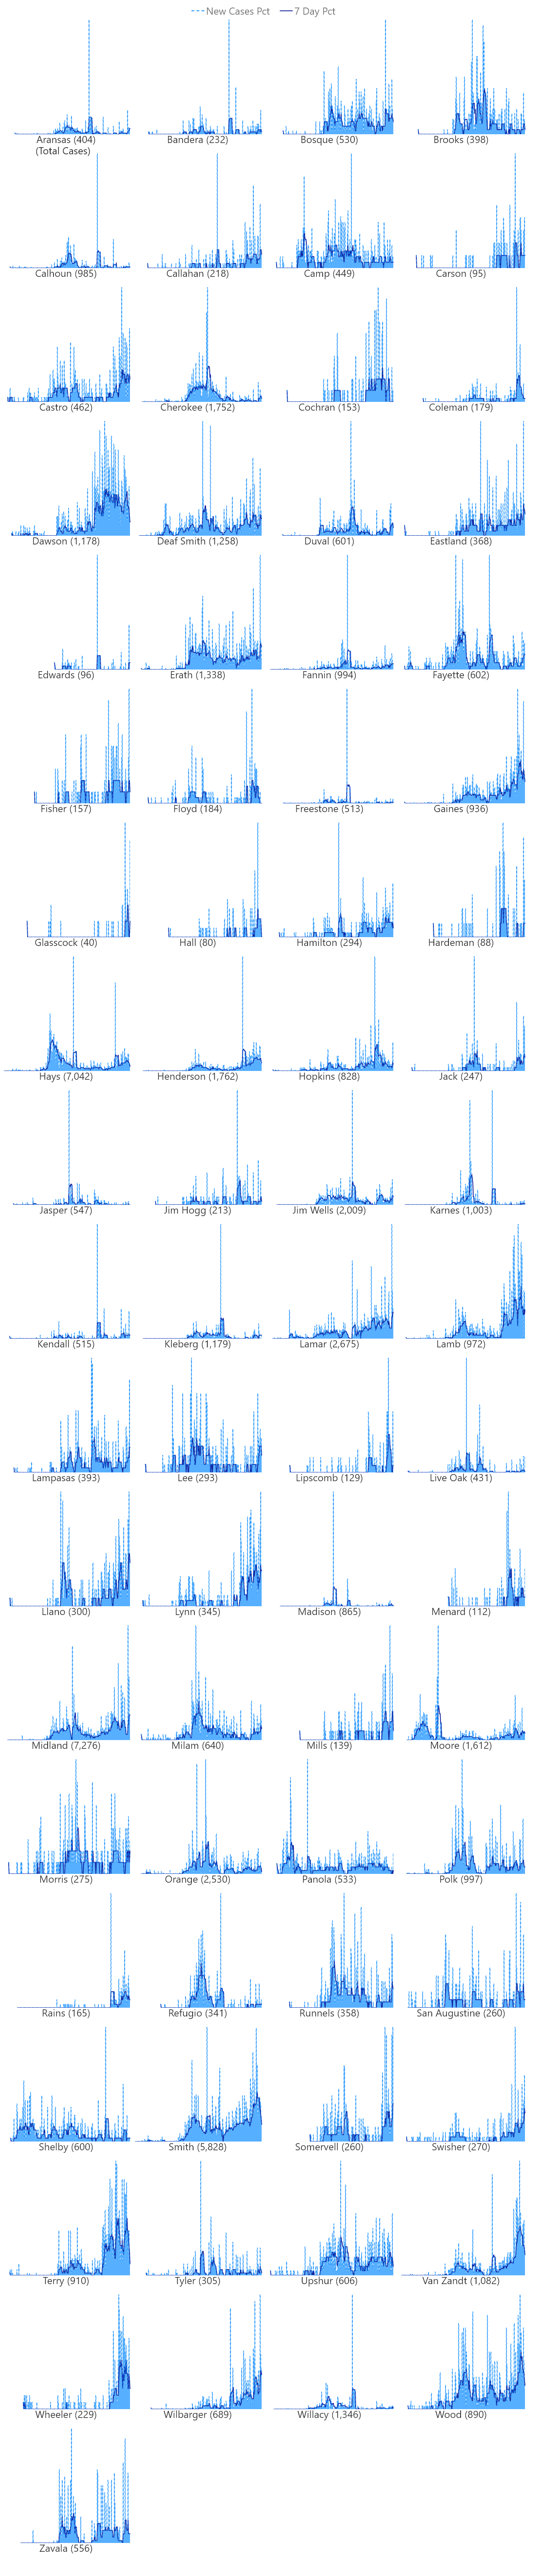 New Cases Pct 7 Day Pct
Aransas (404) Bandera (232) Bosque (530) Brooks (398)
(Total Cases)
Calhoun (985) Callahan (218) Camp (449) Carson (95)
Castro (462) Cherokee (1,752) Cochran (153) Coleman (179)
Dawson (1,178) Deaf Smith (1,258) Duval (601) Eastland (368)
Edwards (96) Erath (1,338) Fannin (994) Fayette (602)
Fisher (157) Floyd (184) Freestone (513) Gaines (936)
Glasscock (40) Hall (80) Hamilton (294) Hardeman (88)
Hays (7,042) Henderson (1,762) Hopkins (828) Jack (247)
Jasper (547) Jim Hogg (213) Jim Wells (2,009) Karnes (1,003)
Kendall (515) Kleberg (1,179) Lamar (2,675) Lamb (972)
Lampasas (393) Lee (293) Lipscomb (129) Live Oak (431)
Llano (300) Lynn (345) Madison (865) Menard (112)
Midland (7,276) Milam (640) Mills (139) Moore (1,612)
Morris (275) Orange (2,530) Panola (533) Polk (997)
Rains (165) Refugio (341) Runnels (358) San Augustine (260)
Shelby (600) Smith (5,828) Somervell (260) Swisher (270)
Terry (910) Tyler (305) Upshur (606) Van Zandt (1,082)
Wheeler (229) Wilbarger (689) Willacy (1,346) Wood (890)
Zavala (556)